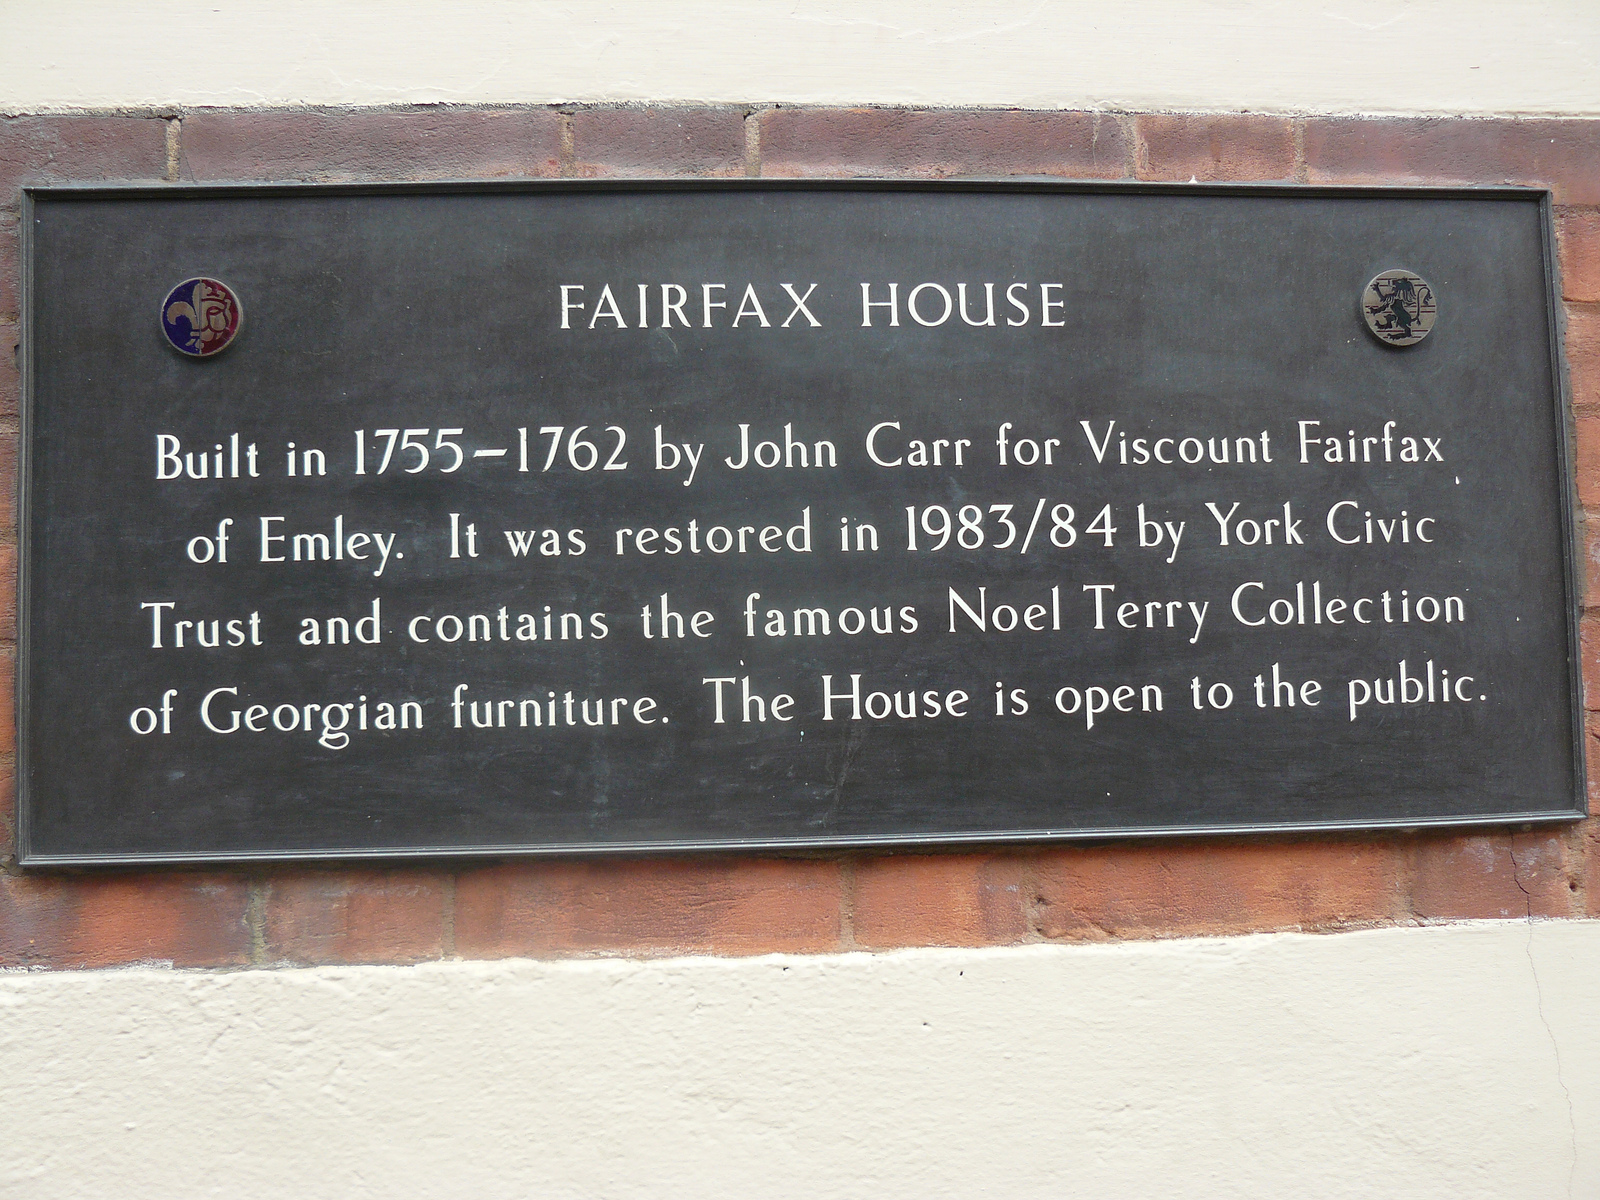 FAIRFAX HOUSE
Built in 1755–1762 by John Carr for Viscount Fairfax
of Emley. It was restored in 1983/84 by York Civic
Trust and contains the famous Noel Terry Collection
of Georgian furniture. The House is open to the public.